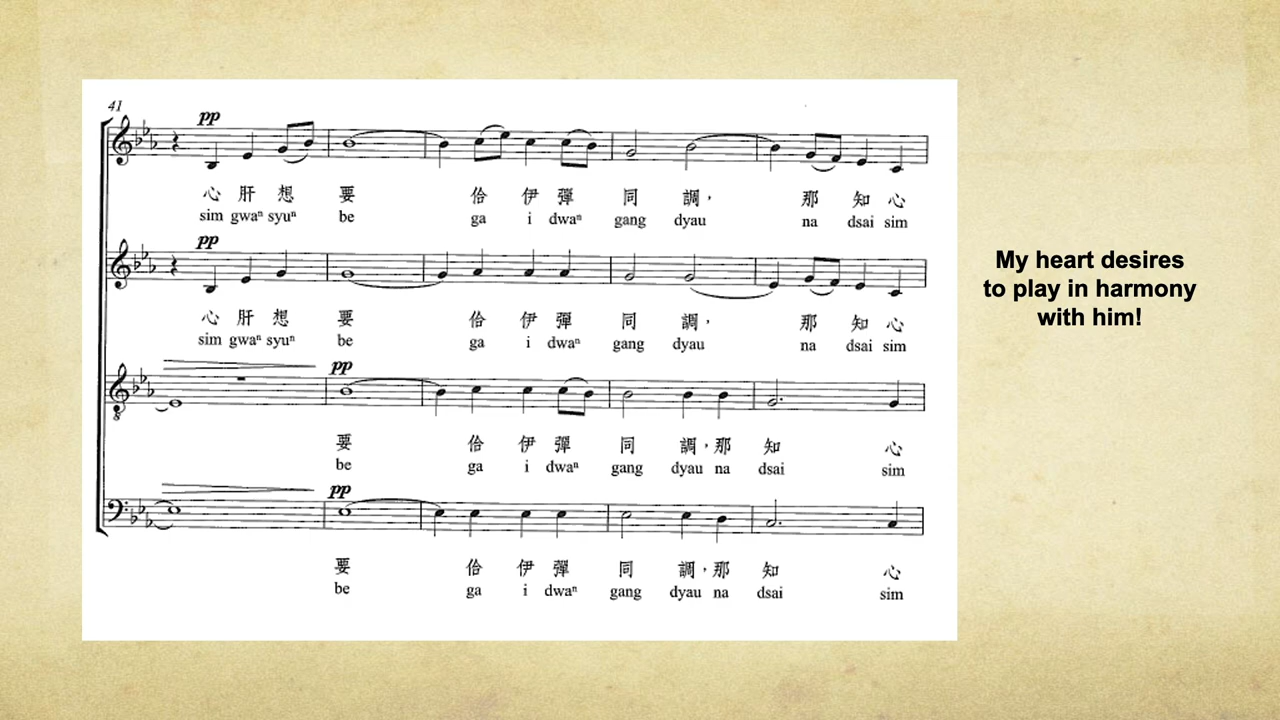 41
pp
心 肝 想 要 佮 伊 彈 同 調， 那 知 心
sim gwaⁿ syuⁿ be ga i dwaⁿ gang dyau na dsai sim
pp
心 肝 想 要 佮 伊 彈 同 調， 那 知 心
sim gwaⁿ syuⁿ be ga i dwaⁿ gang dyau na dsai sim
pp
8
要 佮 伊 彈 同 調，那 知 心
be ga i dwaⁿ gang dyau na dsai sim
pp
要 佮 伊 彈 同 調，那 知 心
be ga i dwaⁿ gang dyau na dsai sim
My heart desires
to play in harmony
with him!